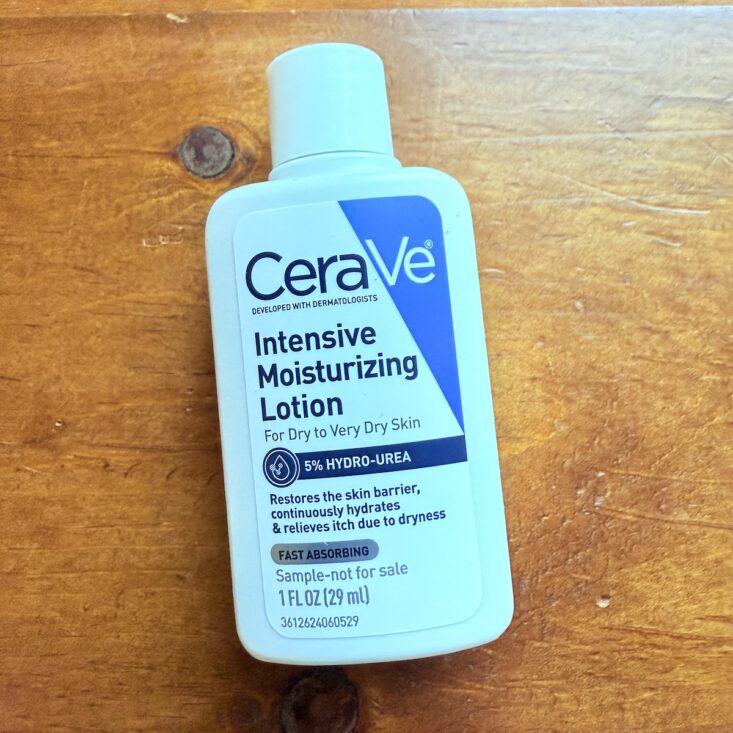 CeraVe®
DEVELOPED WITH DERMATOLOGISTS
Intensive
Moisturizing
Lotion
For Dry to Very Dry Skin
5% HYDRO-UREA
Restores the skin barrier,
continuously hydrates
& relieves itch due to dryness
FAST ABSORBING
Sample-not for sale
1 FL OZ (29 ml)
3612624060529